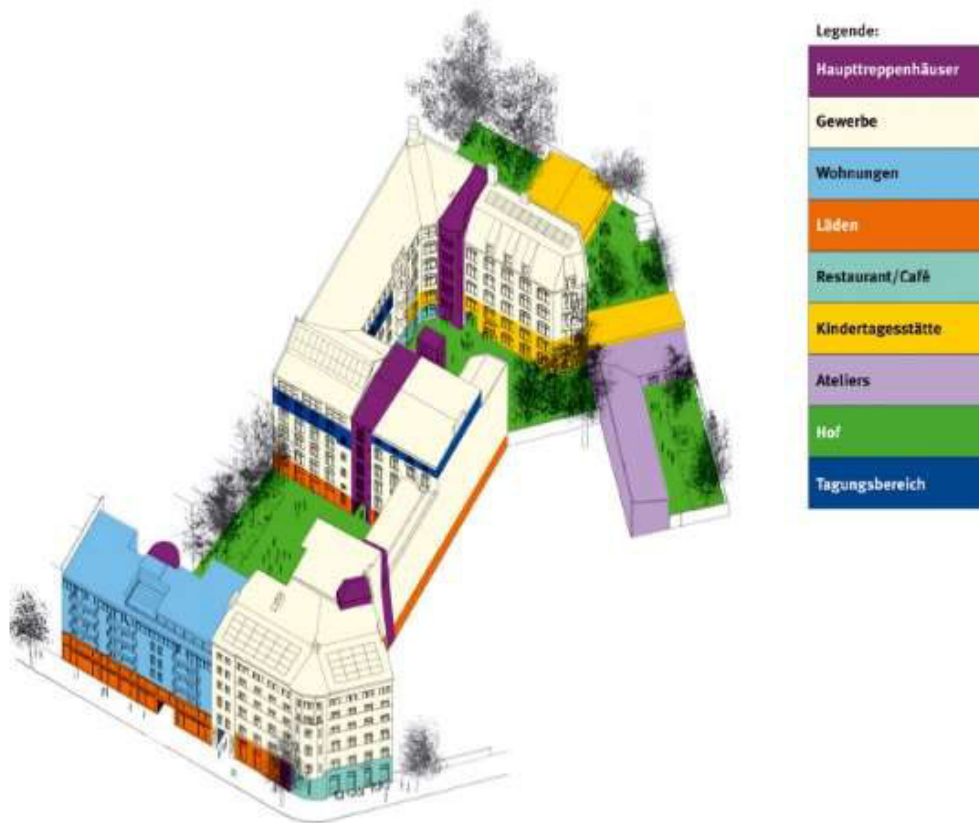 Legende:
Haupttreppenhäuser
Gewerbe
Wohnungen
Läden
Restaurant/Café
Kindertagesstätte
Ateliers
Hof
Tagungsbereich